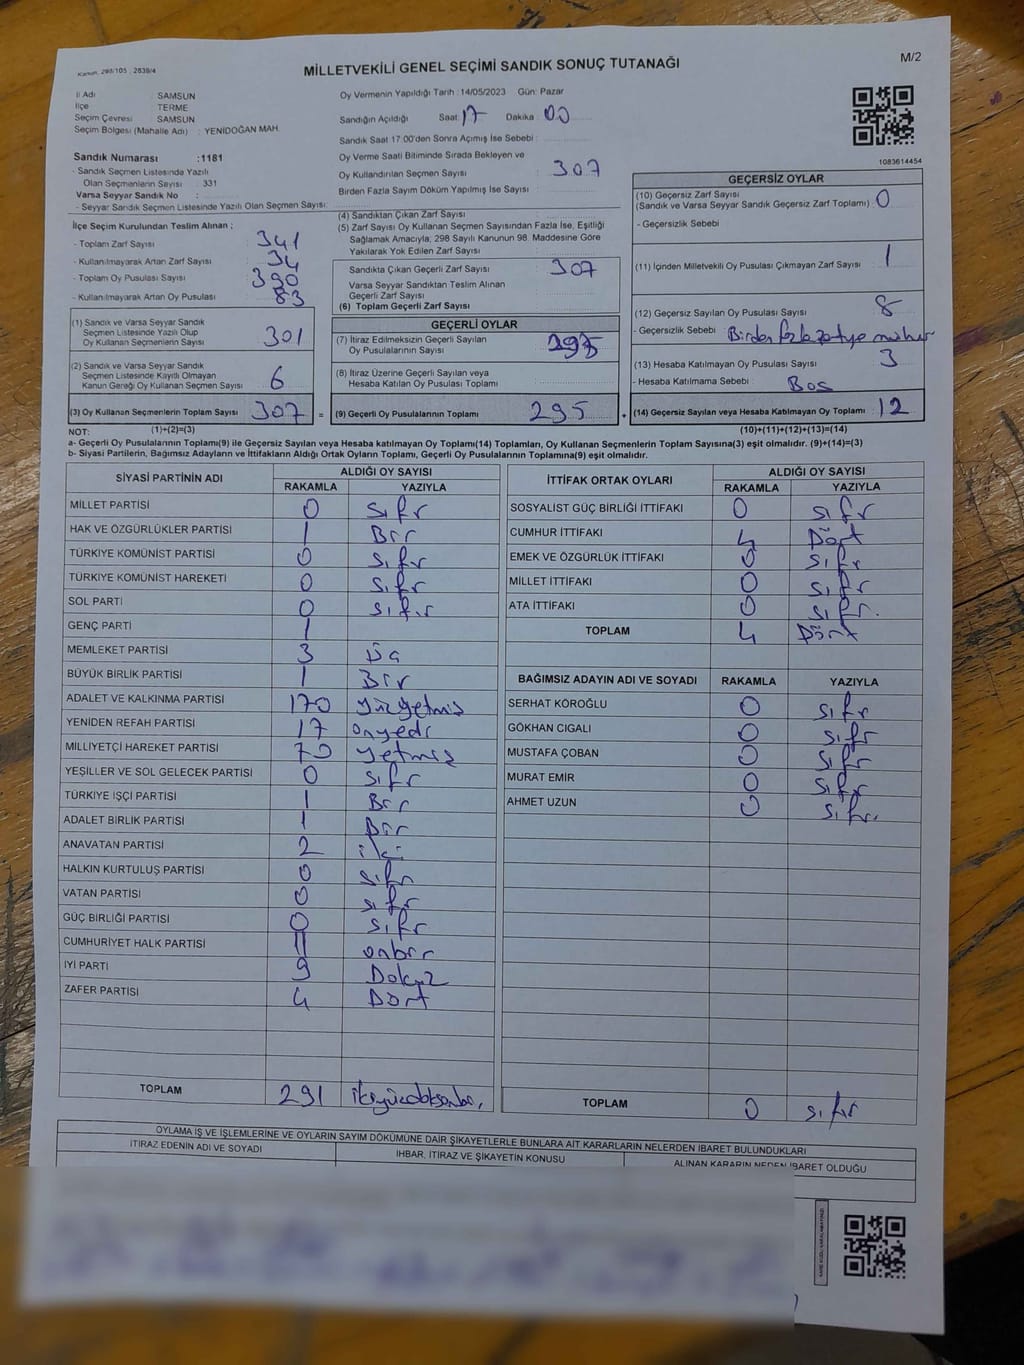 Kanun: 298/105 ; 2839/4
MİLLETVEKİLİ GENEL SEÇİMİ SANDIK SONUÇ TUTANAĞI
M/2
İl Adı SAMSUN
İlçe TERME
Seçim Çevresi SAMSUN
Seçim Bölgesi (Mahalle Adı) : YENİDOĞAN MAH.
Sandık Numarası :1181
- Sandık Seçmen Listesinde Yazılı
Olan Seçmenlerin Sayısı : 331
Varsa Seyyar Sandık No :
- Seyyar Sandık Seçmen Listesinde Yazılı Olan Seçmen Sayısı:
Oy Vermenin Yapıldığı Tarih : 14/05/2023 Gün: Pazar
Sandığın Açıldığı Saat: 17 Dakika : 00
Sandık Saat 17:00'den Sonra Açılmış İse Sebebi :
Oy Verme Saati Bitiminde Sırada Bekleyen ve
Oy Kullandırılan Seçmen Sayısı : 307
Birden Fazla Sayım Döküm Yapılmış İse Sayısı :
1083614454
İlçe Seçim Kurulundan Teslim Alınan ;
- Toplam Zarf Sayısı : 341
- Kullanılmayarak Artan Zarf Sayısı : 34
- Toplam Oy Pusulası Sayısı : 390
- Kullanılmayarak Artan Oy Pusulası : 83
(1) Sandık ve Varsa Seyyar Sandık
Seçmen Listesinde Yazılı Olup
Oy Kullanan Seçmenlerin Sayısı : 301
(2) Sandık ve Varsa Seyyar Sandık
Seçmen Listesinde Kayıtlı Olmayan
Kanun Gereği Oy Kullanan Seçmen Sayısı : 6
(3) Oy Kullanan Seçmenlerin Toplam Sayısı : 307 =
(1)+(2)=(3)
(4) Sandıktan Çıkan Zarf Sayısı :
(5) Zarf Sayısı Oy Kullanan Seçmen Sayısından Fazla İse, Eşitliği
Sağlamak Amacıyla, 298 Sayılı Kanunun 98. Maddesine Göre
Yakılarak Yok Edilen Zarf Sayısı :
Sandıkta Çıkan Geçerli Zarf Sayısı : 307
Varsa Seyyar Sandıktan Teslim Alınan
Geçerli Zarf Sayısı :
(6) Toplam Geçerli Zarf Sayısı :
GEÇERLİ OYLAR
(7) İtiraz Edilmeksizin Geçerli Sayılan
Oy Pusulalarının Sayısı : 295
(8) İtiraz Üzerine Geçerli Sayılan veya
Hesaba Katılan Oy Pusulası Toplamı :
(9) Geçerli Oy Pusulalarının Toplamı : 295 +
GEÇERSİZ OYLAR
(10) Geçersiz Zarf Sayısı
(Sandık ve Varsa Seyyar Sandık Geçersiz Zarf Toplamı) : 0
- Geçersizlik Sebebi :
(11) İçinden Milletvekili Oy Pusulası Çıkmayan Zarf Sayısı : 1
(12) Geçersiz Sayılan Oy Pusulası Sayısı : 8
- Geçersizlik Sebebi : Birden fazla mühür
(13) Hesaba Katılmayan Oy Pusulası Sayısı : 3
- Hesaba Katılmama Sebebi : Boş
(14) Geçersiz Sayılan veya Hesaba Katılmayan Oy Toplamı : 12
(10)+(11)+(12)+(13)=(14)
NOT:
a- Geçerli Oy Pusulalarının Toplamı(9) ile Geçersiz Sayılan veya Hesaba katılmayan Oy Toplamı(14) Toplamları, Oy Kullanan Seçmenlerin Toplam Sayısına(3) eşit olmalıdır. (9)+(14)=(3)
b- Siyasi Partilerin, Bağımsız Adayların ve İttifakların Aldığı Ortak Oyların Toplamı, Geçerli Oy Pusulalarının Toplamına(9) eşit olmalıdır.
SİYASİ PARTİNİN ADI ALDIĞI OY SAYISI
RAKAMLA YAZIYLA
MİLLET PARTİSİ 0 sıfır
HAK VE ÖZGÜRLÜKLER PARTİSİ 1 Bir
TÜRKİYE KOMÜNİST PARTİSİ 0 sıfır
TÜRKİYE KOMÜNİST HAREKETİ 0 sıfır
SOL PARTİ 0 sıfır
GENÇ PARTİ 1
MEMLEKET PARTİSİ 3 Üç
BÜYÜK BİRLİK PARTİSİ 1 Bir
ADALET VE KALKINMA PARTİSİ 170 yüzyetmiş
YENİDEN REFAH PARTİSİ 17 onyedi
MİLLİYETÇİ HAREKET PARTİSİ 70 yetmiş
YEŞİLLER VE SOL GELECEK PARTİSİ 0 sıfır
TÜRKİYE İŞÇİ PARTİSİ 1 Bir
ADALET BİRLİK PARTİSİ 1 Bir
ANAVATAN PARTİSİ 2 iki
HALKIN KURTULUŞ PARTİSİ 0 sıfır
VATAN PARTİSİ 0 sıfır
GÜÇ BİRLİĞİ PARTİSİ 0 sıfır
CUMHURİYET HALK PARTİSİ 11 onbir
İYİ PARTİ 9 Dokuz
ZAFER PARTİSİ 4 Dört
TOPLAM 291 ikiyüzdoksanbir
İTTİFAK ORTAK OYLARI ALDIĞI OY SAYISI
RAKAMLA YAZIYLA
SOSYALİST GÜÇ BİRLİĞİ İTTİFAKI 0 sıfır
CUMHUR İTTİFAKI 4 Dört
EMEK VE ÖZGÜRLÜK İTTİFAKI 0 sıfır
MİLLET İTTİFAKI 0 sıfır
ATA İTTİFAKI 0 sıfır.
TOPLAM 4 Dört
BAĞIMSIZ ADAYIN ADI VE SOYADI RAKAMLA YAZIYLA
SERHAT KÖROĞLU 0 sıfır
GÖKHAN CIGALI 0 sıfır
MUSTAFA ÇOBAN 0 sıfır
MURAT EMİR 0 sıfır
AHMET UZUN 0 sıfır.
TOPLAM 0 sıfır
OYLAMA İŞ VE İŞLEMLERİNE VE OYLARIN SAYIM DÖKÜMÜNE DAİR ŞİKAYETLERLE BUNLARA AİT KARARLARIN NELERDEN İBARET BULUNDUKLARI
İTİRAZ EDENİN ADI VE SOYADI İHBAR, İTİRAZ VE ŞİKAYETİN KONUSU ALINAN KARARIN NEDEN İBARET OLDUĞU